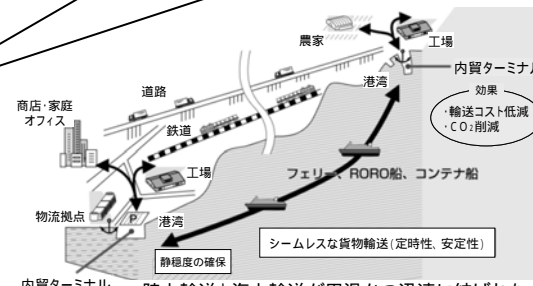 農家
工場
港湾
内貿ターミナル
効果
・輸送コスト低減
・CO2削減
道路
商店・家庭
オフィス
鉄道
工場
フェリー、RORO船、コンテナ船
物流拠点
P
港湾
シームレスな貨物輸送(定時性、安定性)
静穏度の確保
内貿ターミナル